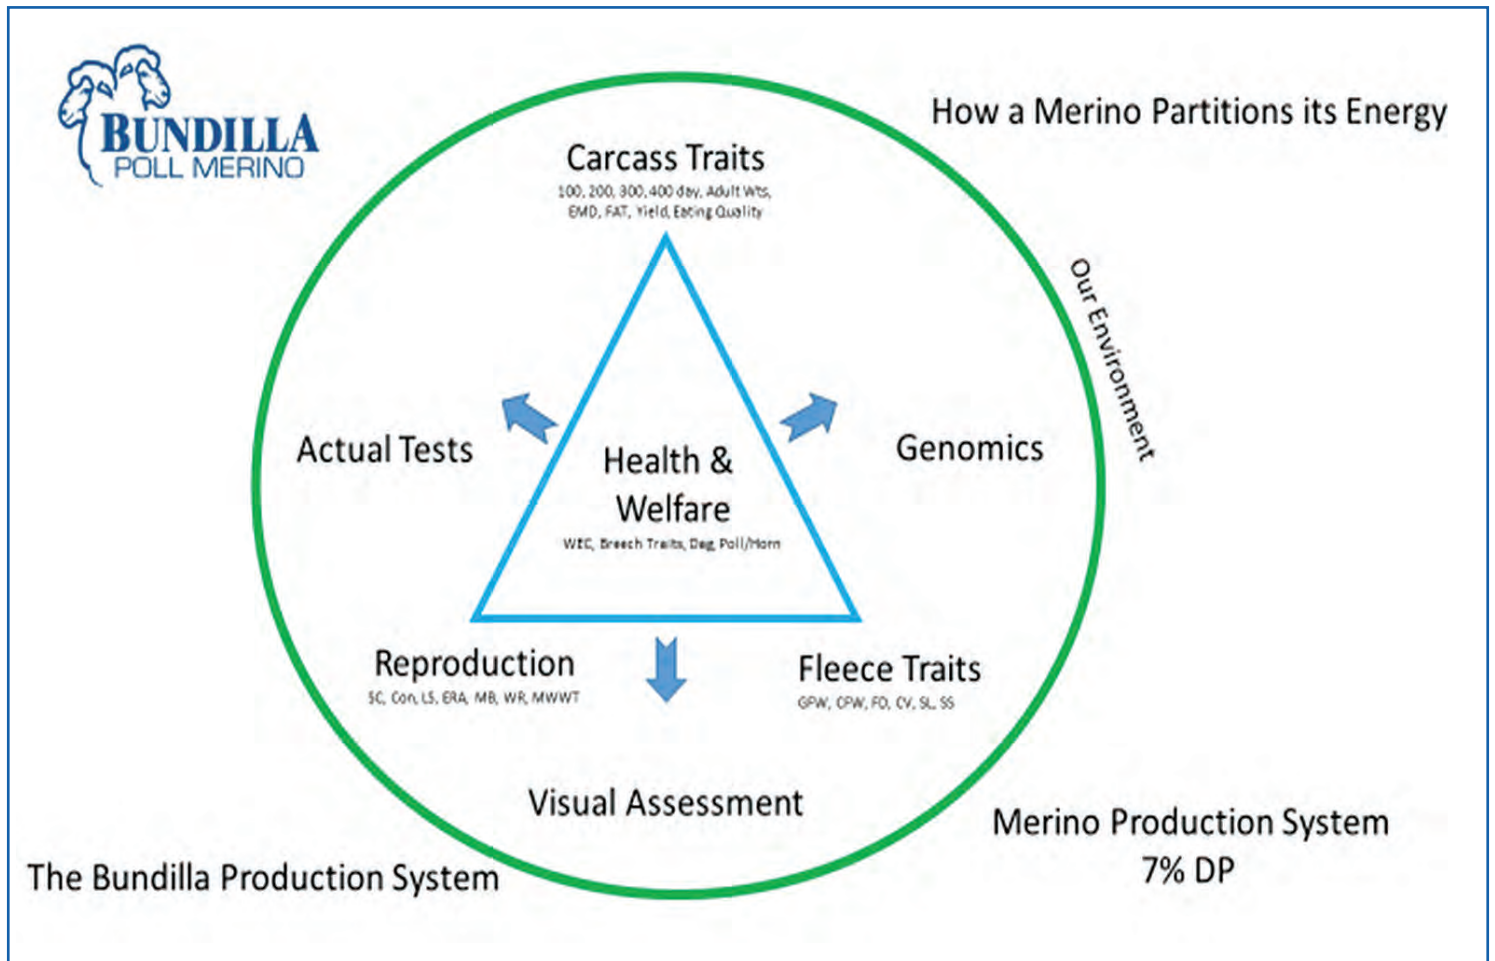 BUNDILLA
POLL MERINO
How a Merino Partitions its Energy
Carcass Traits
100, 200, 300, 400 day, Adult Wts,
EMD, FAT, Yield, Eating Quality
Our Environment
Actual Tests
Genomics
Health &
Welfare
WEC, Breech Traits, Dag, Poll/Horn
Reproduction
SC, Con, LS, ERA, MB, WR, MWWT
Fleece Traits
GFW, CFW, FD, CV, SL, SS
Visual Assessment
Merino Production System
7% DP
The Bundilla Production System